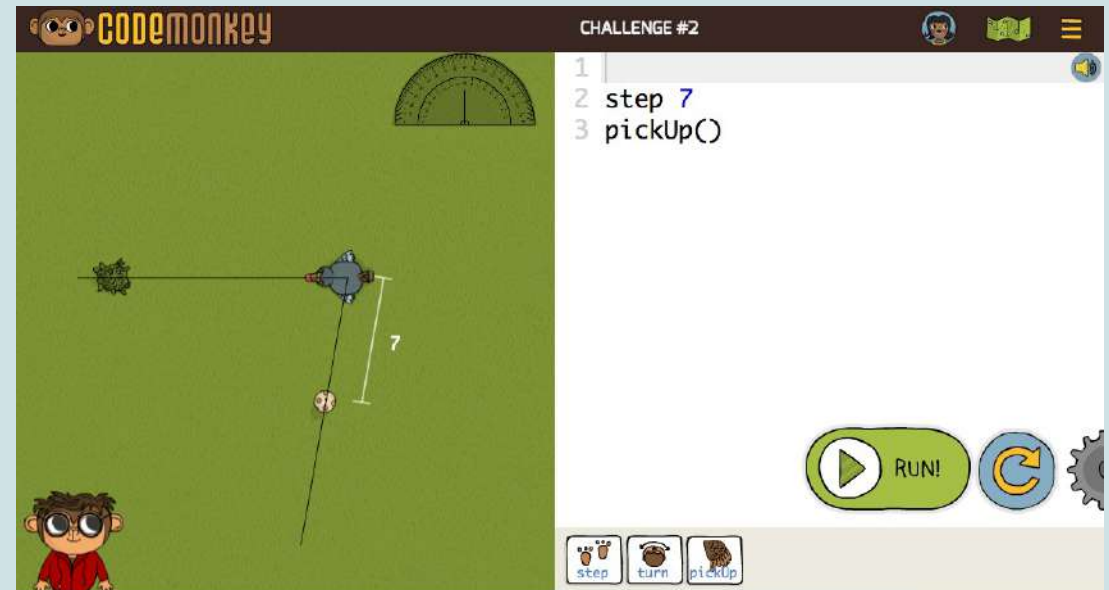 CODEMONKEY
CHALLENGE #2
1
2 step 7
3 pickUp()
7
RUN!
step turn pickUp